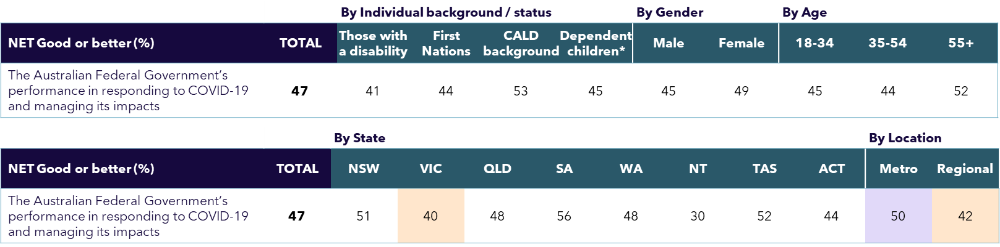 By Individual background / status By Gender By Age
NET Good or better (%) TOTAL Those with a disability First Nations CALD background Dependent children* Male Female 18-34 35-54 55+
The Australian Federal Government’s
performance in responding to COVID-19 47 41 44 53 45 45 49 45 44 52
and managing its impacts
By State By Location
NET Good or better (%) TOTAL NSW VIC QLD SA WA NT TAS ACT Metro Regional
The Australian Federal Government’s
performance in responding to COVID-19 47 51 40 48 56 48 30 52 44 50 42
and managing its impacts